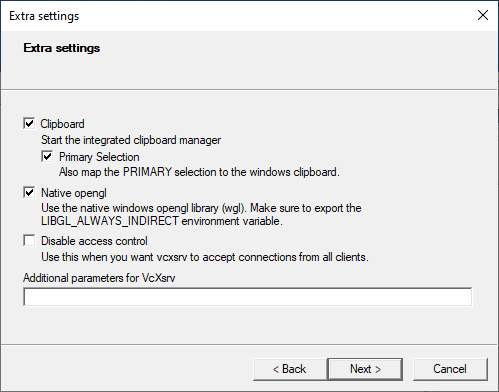 Extra settings
Extra settings
Clipboard
Start the integrated clipboard manager
Primary Selection
Also map the PRIMARY selection to the windows clipboard.
Native opengl
Use the native windows opengl library (wgl). Make sure to export the
LIBGL_ALWAYS_INDIRECT environment variable.
Disable access control
Use this when you want vcxsrv to accept connections from all clients.
Additional parameters for VcXsrv
< Back Next > Cancel